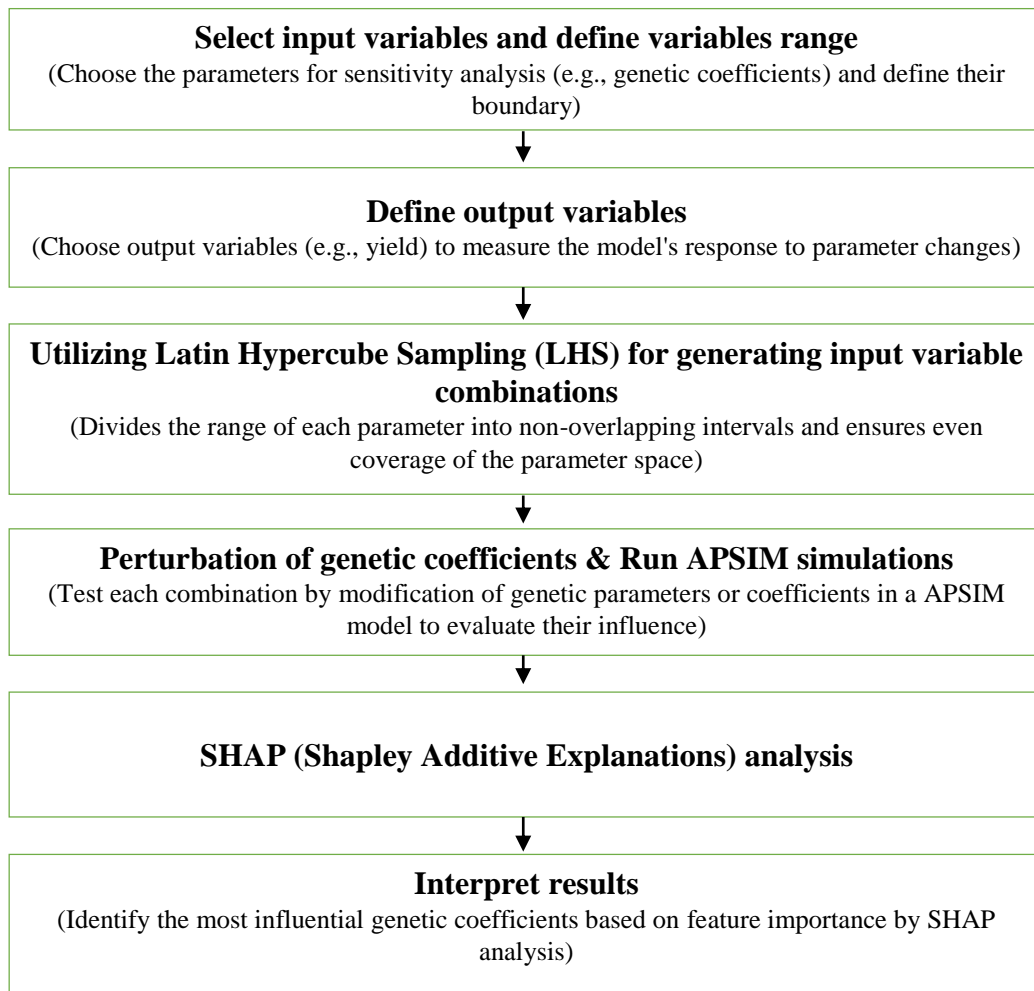 Select input variables and define variables range
(Choose the parameters for sensitivity analysis (e.g., genetic coefficients) and define their
boundary)
Define output variables
(Choose output variables (e.g., yield) to measure the model's response to parameter changes)
Utilizing Latin Hypercube Sampling (LHS) for generating input variable
combinations
(Divides the range of each parameter into non-overlapping intervals and ensures even
coverage of the parameter space)
Perturbation of genetic coefficients & Run APSIM simulations
(Test each combination by modification of genetic parameters or coefficients in a APSIM
model to evaluate their influence)
SHAP (Shapley Additive Explanations) analysis
Interpret results
(Identify the most influential genetic coefficients based on feature importance by SHAP
analysis)